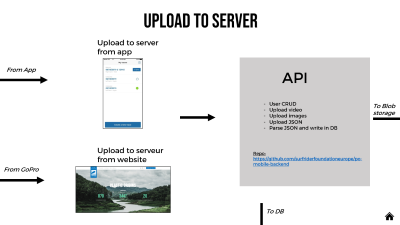 UPLOAD TO SERVER
Upload to server
from app
From App
API
- User CRUD
- Upload video
- Upload images
- Upload JSON
- Parse JSON and write in DB
To Blob
storage
Upload to serveur
from website
From GoPro
Repo:
https://github.com/surfriderfoundationeurope/pc-
mobile-backend
To DB